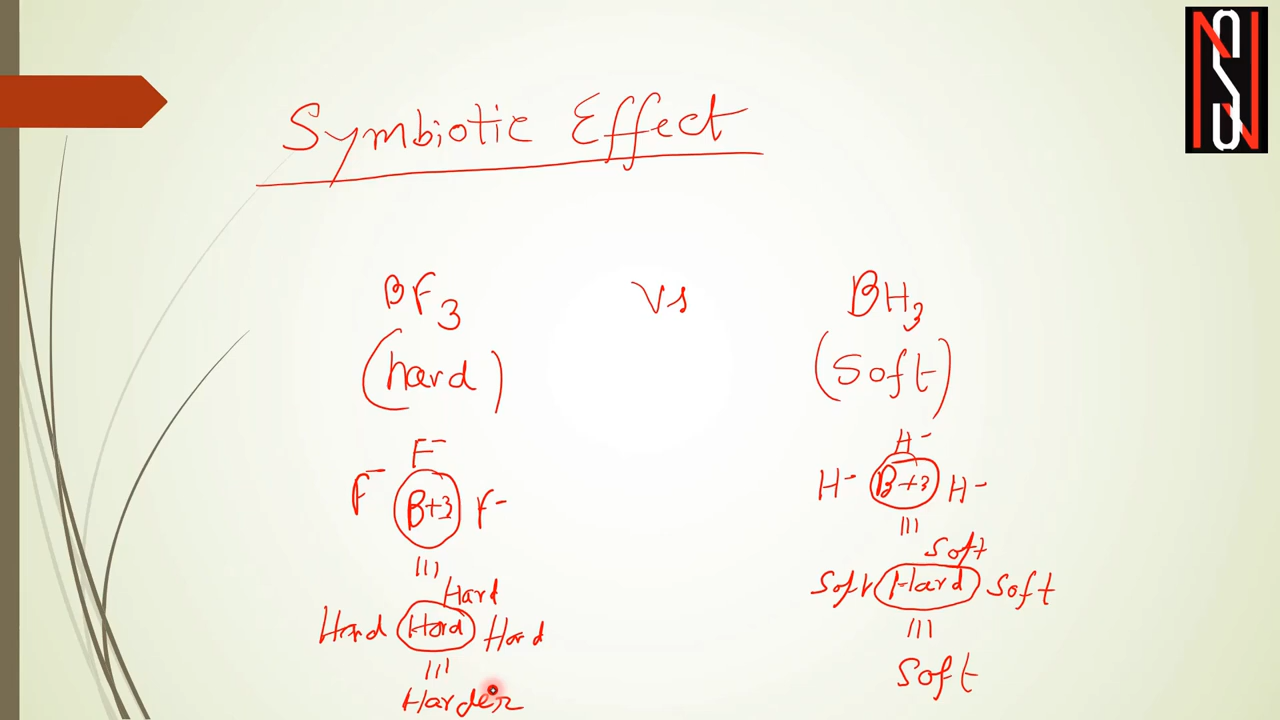 Symbiotic Effect
BF3 Vs BH3
(hard) (Soft)
F- H-
F- B+3 F- H- B+3 H-
Hard Soft
Hard Hard Hard Soft Hard Soft
Harder Soft